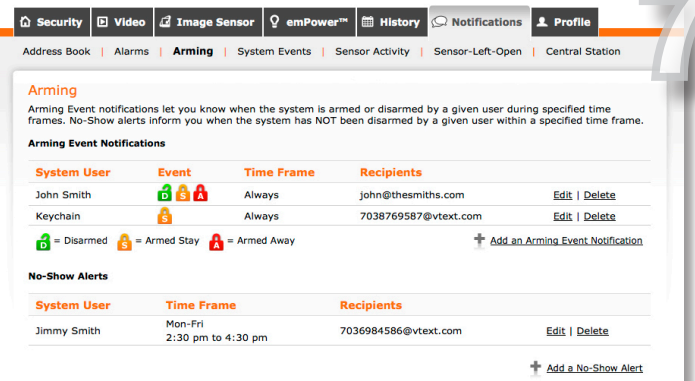 Security Video Image Sensor emPower™ History Notifications Profile
7
Address Book | Alarms | Arming | System Events | Sensor Activity | Sensor-Left-Open | Central Station
Arming
Arming Event notifications let you know when the system is armed or disarmed by a given user during specified time
frames. No-Show alerts inform you when the system has NOT been disarmed by a given user within a specified time frame.
Arming Event Notifications
System User Event Time Frame Recipients
John Smith D S A Always john@thesmiths.com Edit | Delete
Keychain S Always 7038769587@vtext.com Edit | Delete
D = Disarmed S = Armed Stay A = Armed Away Add an Arming Event Notification
No-Show Alerts
System User Time Frame Recipients
Jimmy Smith Mon-Fri 7036984586@vtext.com Edit | Delete
2:30 pm to 4:30 pm
Add a No-Show Alert